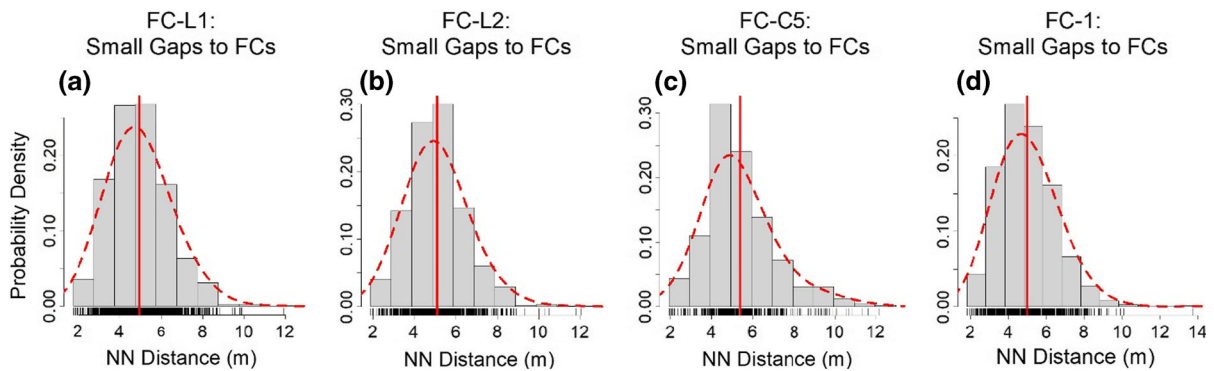 FC-L1:
Small Gaps to FCs
(a)
Probability Density
0.00
0.10
0.20
2
4
6
8
10
12
NN Distance (m)
FC-L2:
Small Gaps to FCs
(b)
0.00
0.10
0.20
0.30
2
4
6
8
10
12
NN Distance (m)
FC-C5:
Small Gaps to FCs
(c)
0.00
0.10
0.20
0.30
2
4
6
8
10
12
NN Distance (m)
FC-1:
Small Gaps to FCs
(d)
0.00
0.10
0.20
2
4
6
8
10
12
14
NN Distance (m)